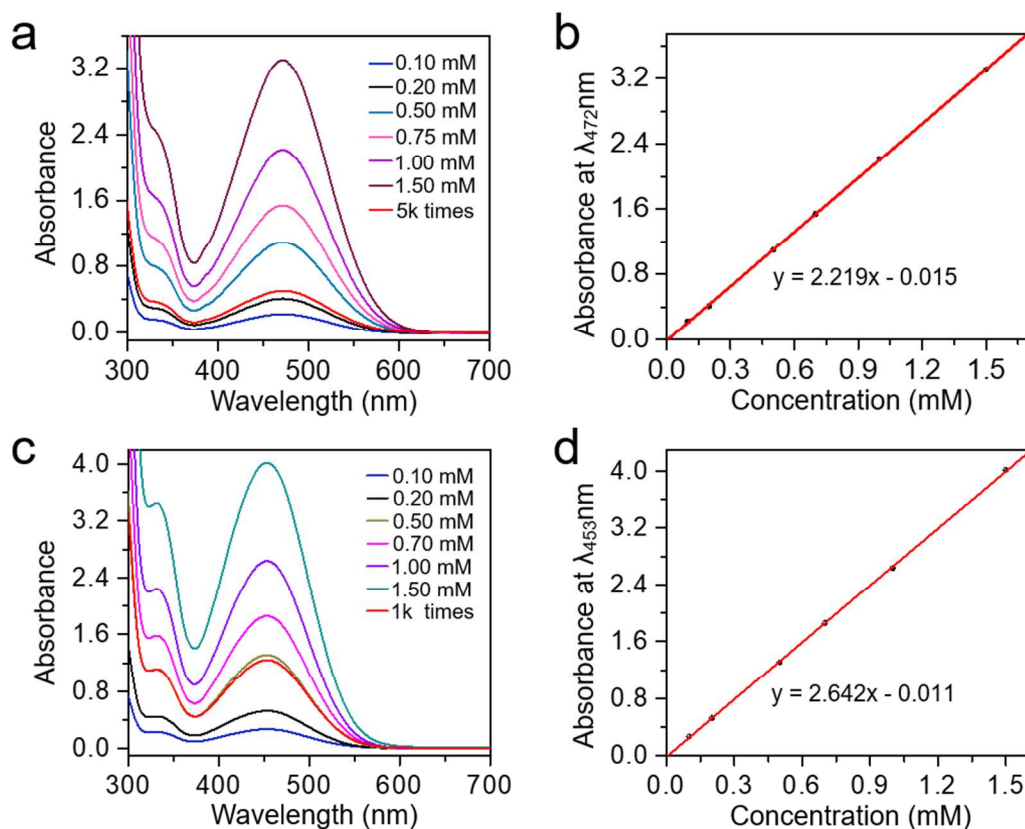 a
3.2
2.4
1.6
0.8
0.0
Absorbance
300 400 500 600 700
Wavelength (nm)
0.10 mM
0.20 mM
0.50 mM
0.75 mM
1.00 mM
1.50 mM
5k times
b
3.2
2.4
1.6
0.8
0.0
Absorbance at λ472nm
y = 2.219x - 0.015
0.0 0.3 0.6 0.9 1.2 1.5
Concentration (mM)
c
4.0
3.2
2.4
1.6
0.8
0.0
Absorbance
300 400 500 600 700
Wavelength (nm)
0.10 mM
0.20 mM
0.50 mM
0.70 mM
1.00 mM
1.50 mM
1k times
d
4.0
3.2
2.4
1.6
0.8
0.0
Absorbance at λ453nm
y = 2.642x - 0.011
0.0 0.3 0.6 0.9 1.2 1.5
Concentration (mM)